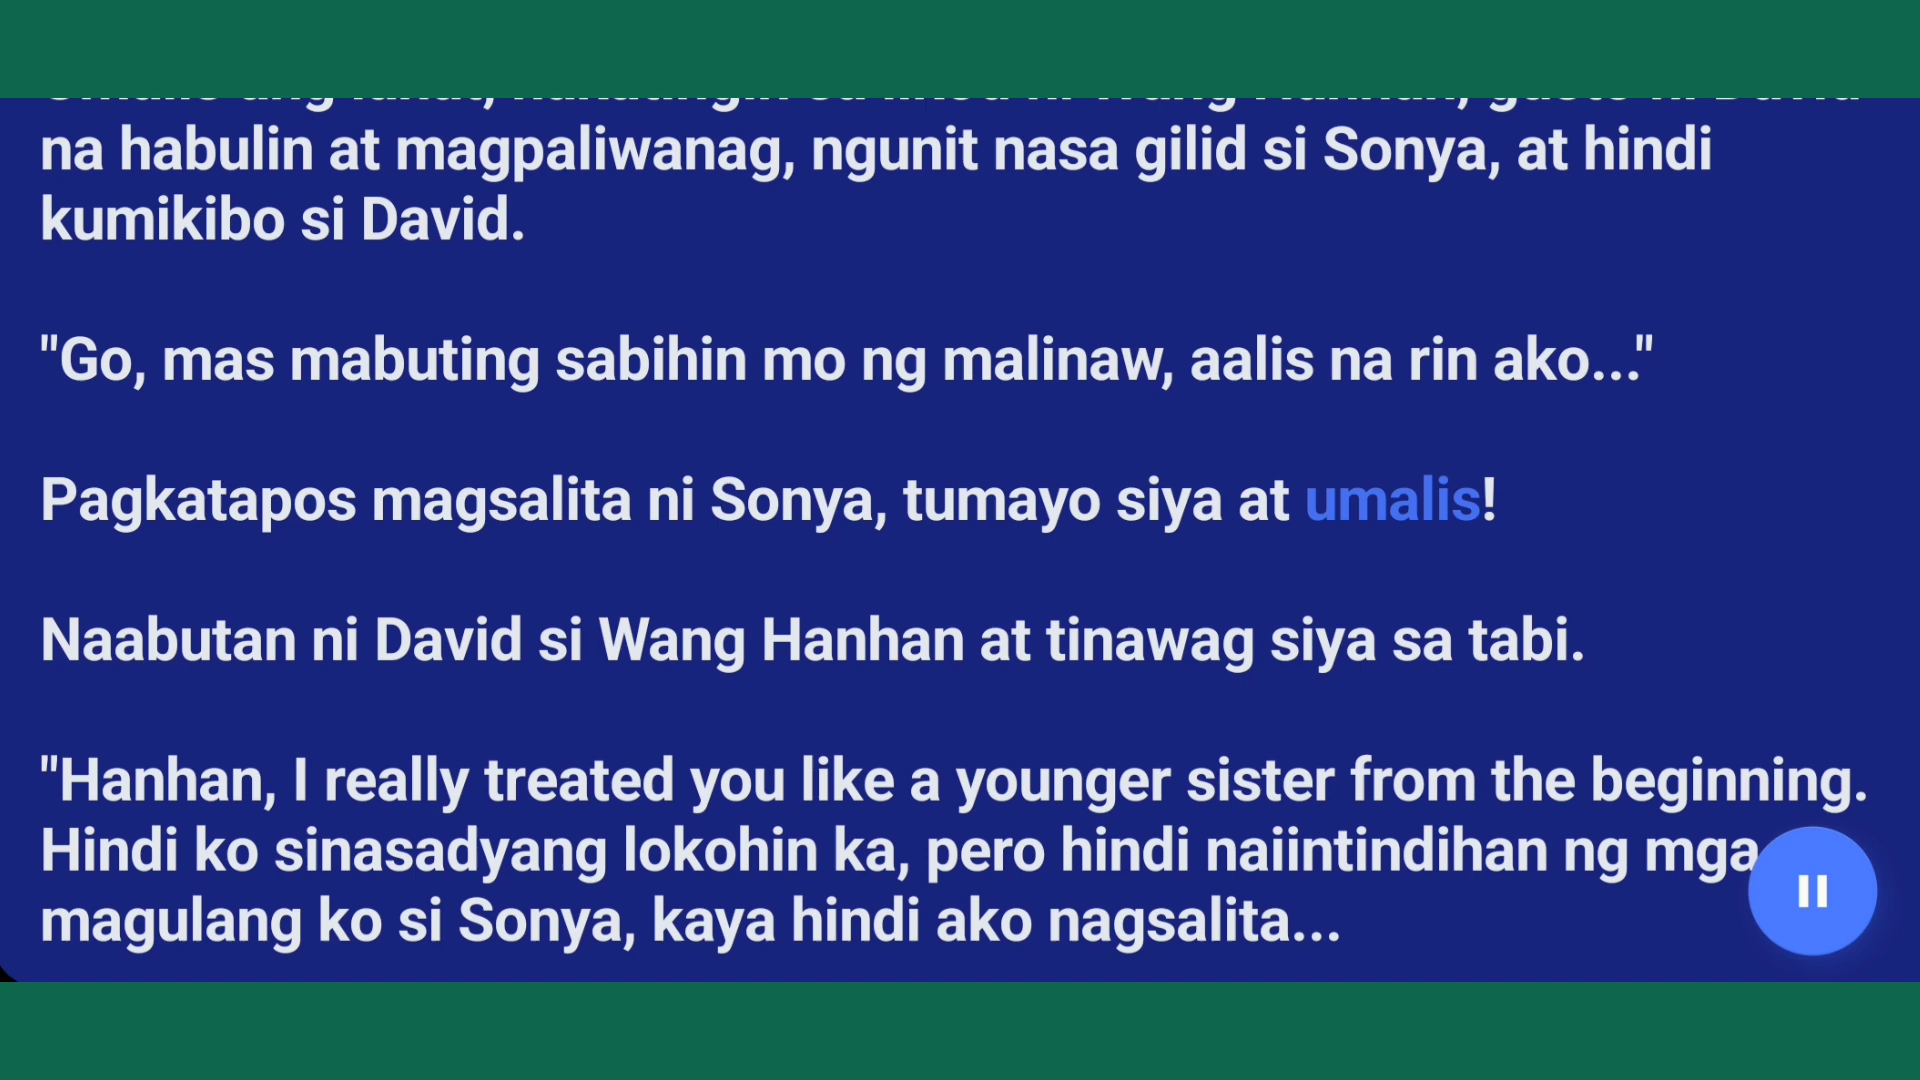 na habulin at magpaliwanag, ngunit nasa gilid si Sonya, at hindi
kumikibo si David.
"Go, mas mabuting sabihin mo ng malinaw, aalis na rin ako..."
Pagkatapos magsalita ni Sonya, tumayo siya at umalis!
Naabutan ni David si Wang Hanhan at tinawag siya sa tabi.
"Hanhan, I really treated you like a younger sister from the beginning.
Hindi ko sinasadyang lokohin ka, pero hindi naiintindihan ng mga
magulang ko si Sonya, kaya hindi ako nagsalita...